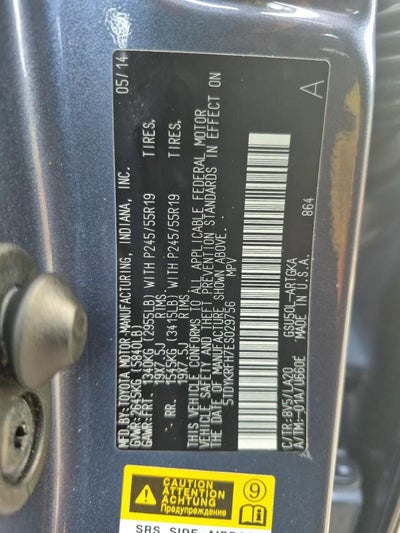 MFD.BY:TOYOTA MOTOR MANUFACTURING, INDIANA, INC. 05/14
GVWR:2645KG (5840LB)
GAWR:FRT. 1340KG (2955LB) WITH P245/55R19 TIRES,
19X7.5J RIMS
RR. 1555KG (3415LB) WITH P245/55R19 TIRES,
19X7.5J RIMS
THIS VEHICLE CONFORMS TO ALL APPLICABLE FEDERAL MOTOR
VEHICLE SAFETY AND THEFT PREVENTION STANDARDS IN EFFECT ON
THE DATE OF MANUFACTURE SHOWN ABOVE.
5TDYKRFH7ES029756 MPV
A
864
C/TR:8V5/LA20 GSU50L-ARTGKA
A/TM:-01A/U660E MADE IN U.S.A.
CAUTION
ATTENTION
ACHTUNG
Предупреждение
9
SRS SIDE